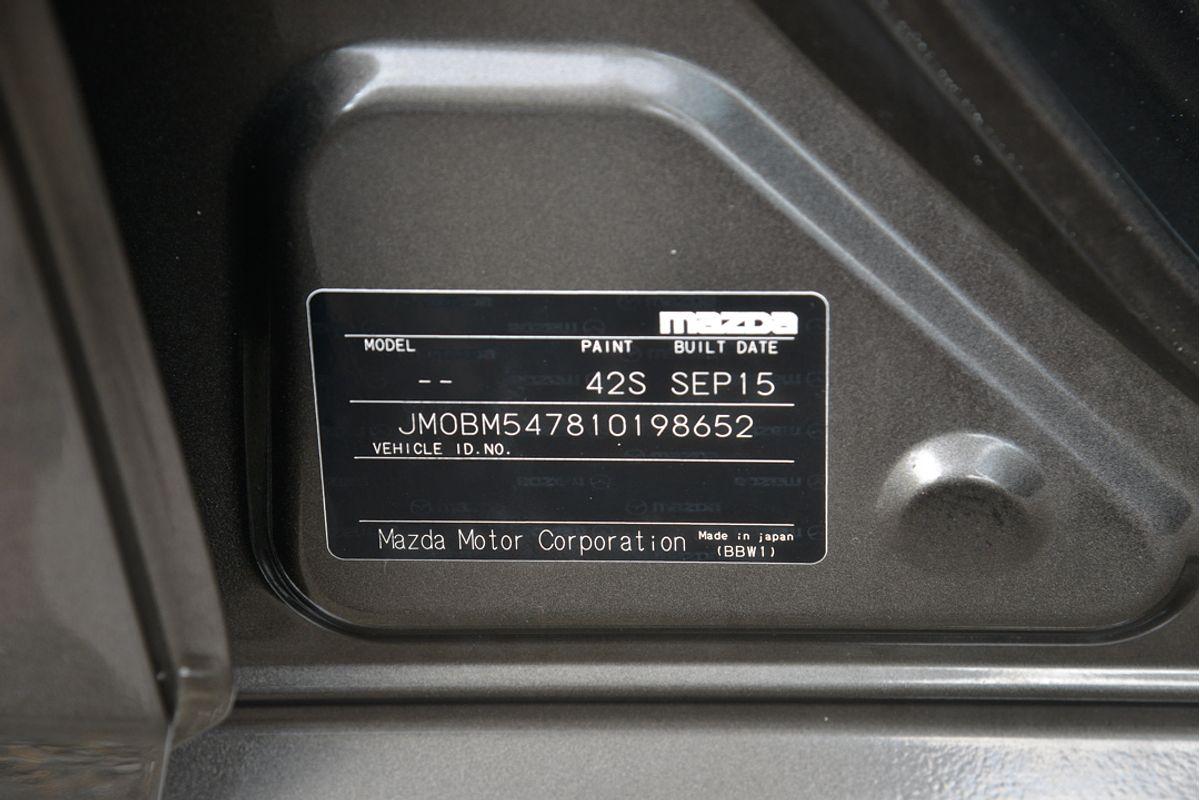 mazda
MODEL PAINT BUILT DATE
-- 42S SEP15
JM0BM547810198652
VEHICLE ID.NO.
Mazda Motor Corporation Made in japan
(BBW1)